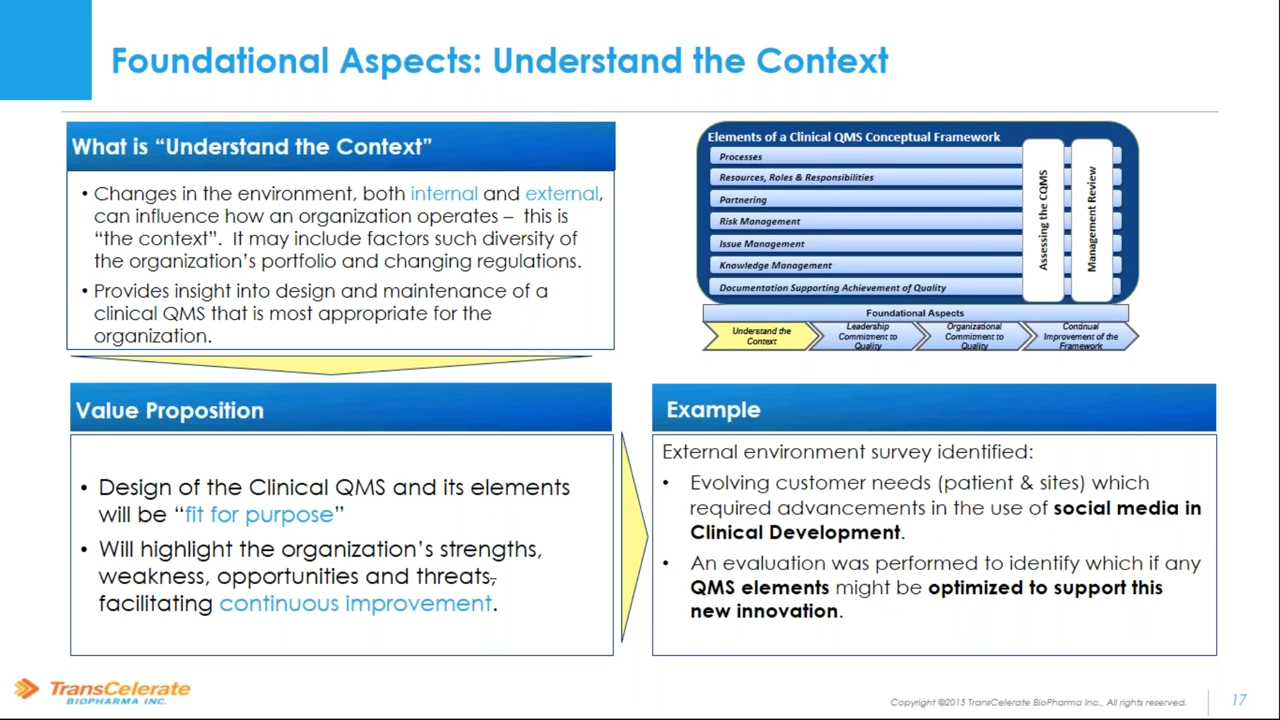 Foundational Aspects: Understand the Context
What is “Understand the Context”
• Changes in the environment, both internal and external,
can influence how an organization operates – this is
“the context”. It may include factors such diversity of
the organization’s portfolio and changing regulations.
• Provides insight into design and maintenance of a
clinical QMS that is most appropriate for the
organization.
Elements of a Clinical QMS Conceptual Framework
Processes
Resources, Roles & Responsibilities
Partnering
Risk Management
Issue Management
Knowledge Management
Documentation Supporting Achievement of Quality
Assessing the CQMS
Management Review
Foundational Aspects
Understand the
Context
Leadership
Commitment to
Quality
Organizational
Commitment to
Quality
Continual
Improvement of the
Framework
Value Proposition
• Design of the Clinical QMS and its elements
will be “fit for purpose”
• Will highlight the organization’s strengths,
weakness, opportunities and threats,
facilitating continuous improvement.
Example
External environment survey identified:
• Evolving customer needs (patient & sites) which
required advancements in the use of social media in
Clinical Development.
• An evaluation was performed to identify which if any
QMS elements might be optimized to support this
new innovation.
TransCelerate
BIOPHARMA INC.
Copyright ©2015 TransCelerate BioPharma Inc., All rights reserved.
17